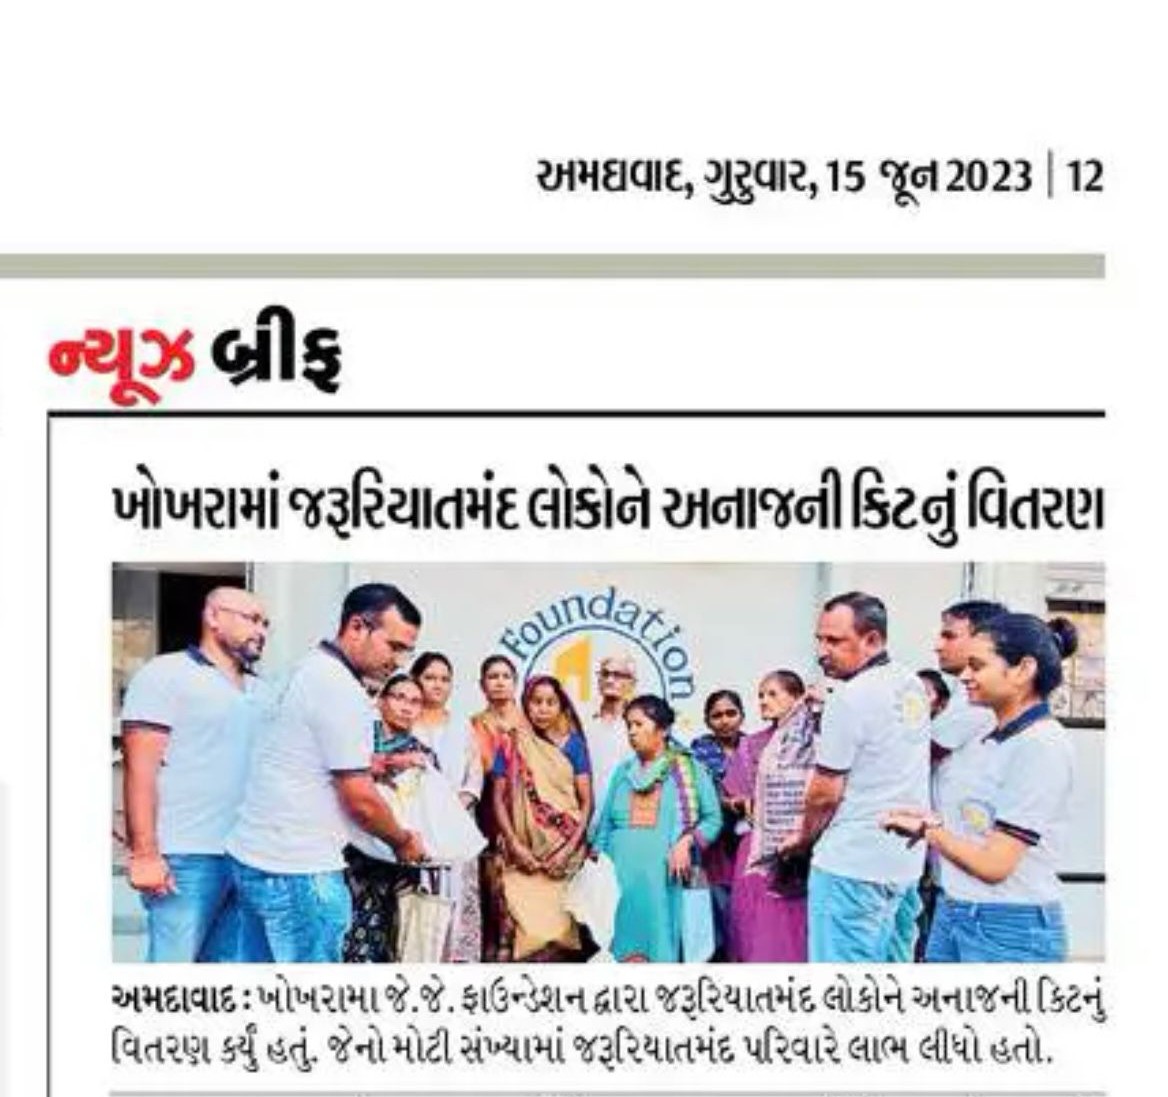 અમદાવાદ, ગુરુવાર, 15 જૂન 2023 | 12
ન્યૂઝ બ્રીફ
ખોખરામાં જરૂરિયાતમંદ લોકોને અનાજની કિટનું વિતરણ
Foundation
અમદાવાદ : ખોખરામા જે.જે. ફાઉન્ડેશન દ્વારા જરૂરિયાતમંદ લોકોને અનાજની કિટનું
વિતરણ કર્યું હતું. જેનો મોટી સંખ્યામાં જરૂરિયાતમંદ પરિવારે લાભ લીધો હતો.